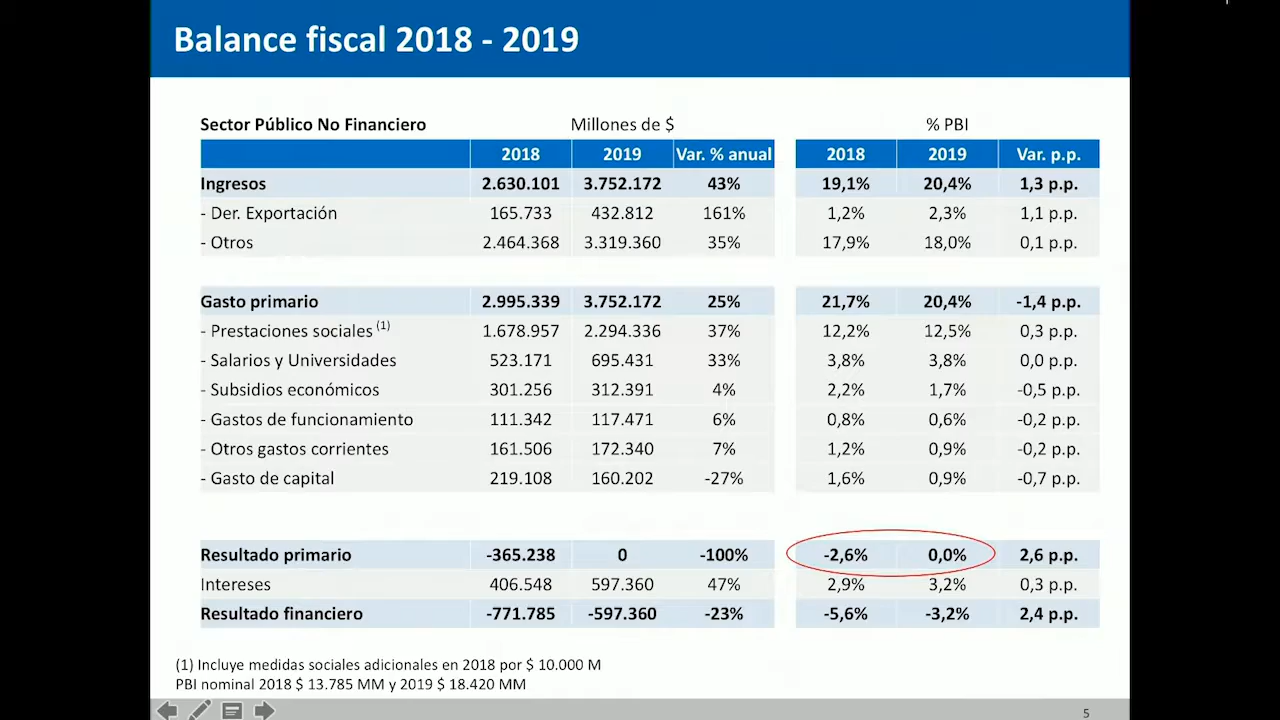 Balance fiscal 2018 - 2019
Sector Público No Financiero Millones de $ % PBI
2018 2019 Var. % anual 2018 2019 Var. p.p.
Ingresos 2.630.101 3.752.172 43% 19,1% 20,4% 1,3 p.p.
- Der. Exportación 165.733 432.812 161% 1,2% 2,3% 1,1 p.p.
- Otros 2.464.368 3.319.360 35% 17,9% 18,0% 0,1 p.p.
Gasto primario 2.995.339 3.752.172 25% 21,7% 20,4% -1,4 p.p.
- Prestaciones sociales (1) 1.678.957 2.294.336 37% 12,2% 12,5% 0,3 p.p.
- Salarios y Universidades 523.171 695.431 33% 3,8% 3,8% 0,0 p.p.
- Subsidios económicos 301.256 312.391 4% 2,2% 1,7% -0,5 p.p.
- Gastos de funcionamiento 111.342 117.471 6% 0,8% 0,6% -0,2 p.p.
- Otros gastos corrientes 161.506 172.340 7% 1,2% 0,9% -0,2 p.p.
- Gasto de capital 219.108 160.202 -27% 1,6% 0,9% -0,7 p.p.
Resultado primario -365.238 0 -100% -2,6% 0,0% 2,6 p.p.
Intereses 406.548 597.360 47% 2,9% 3,2% 0,3 p.p.
Resultado financiero -771.785 -597.360 -23% -5,6% -3,2% 2,4 p.p.
(1) Incluye medidas sociales adicionales en 2018 por $ 10.000 M
PBI nominal 2018 $ 13.785 MM y 2019 $ 18.420 MM
5